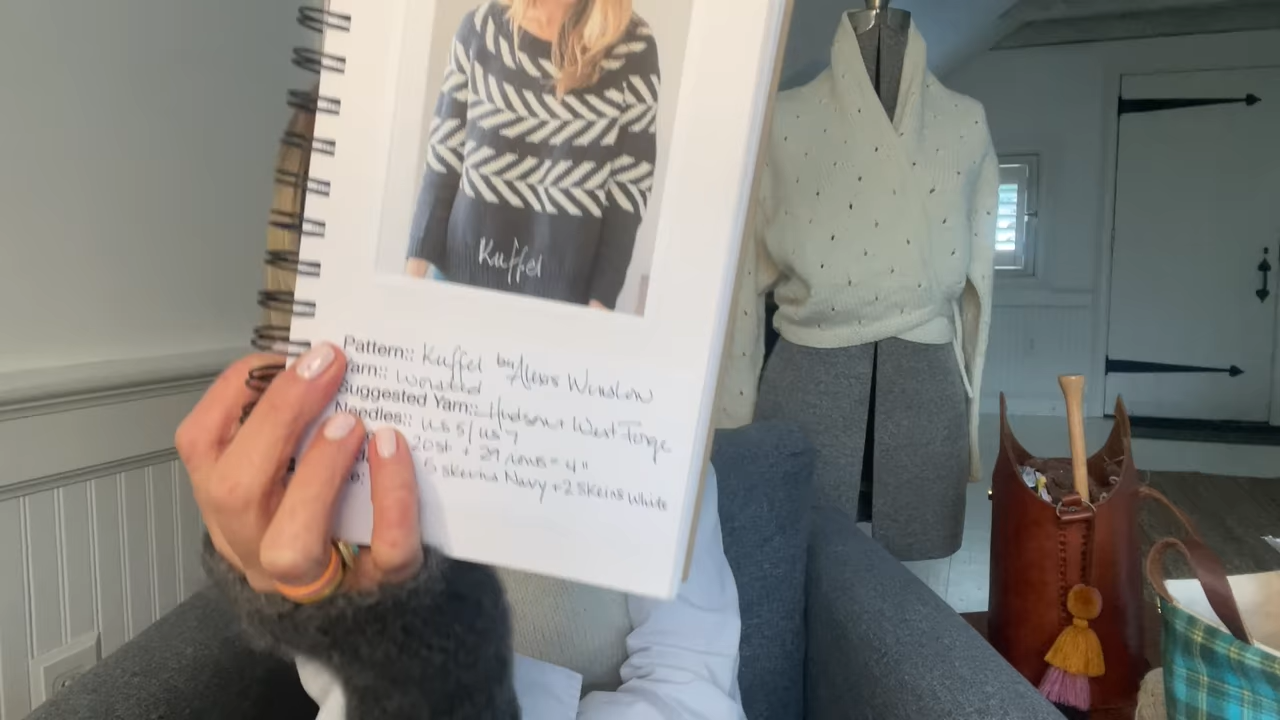 Kuffel
Pattern:: Kuffel by Alexis Winslow
Yarn:: Worsted
Suggested Yarn:: Hudson + West Forge
Needles:: US 5/ US 7
20st + 29 rows = 4"
5 skeins Navy + 2 skeins white